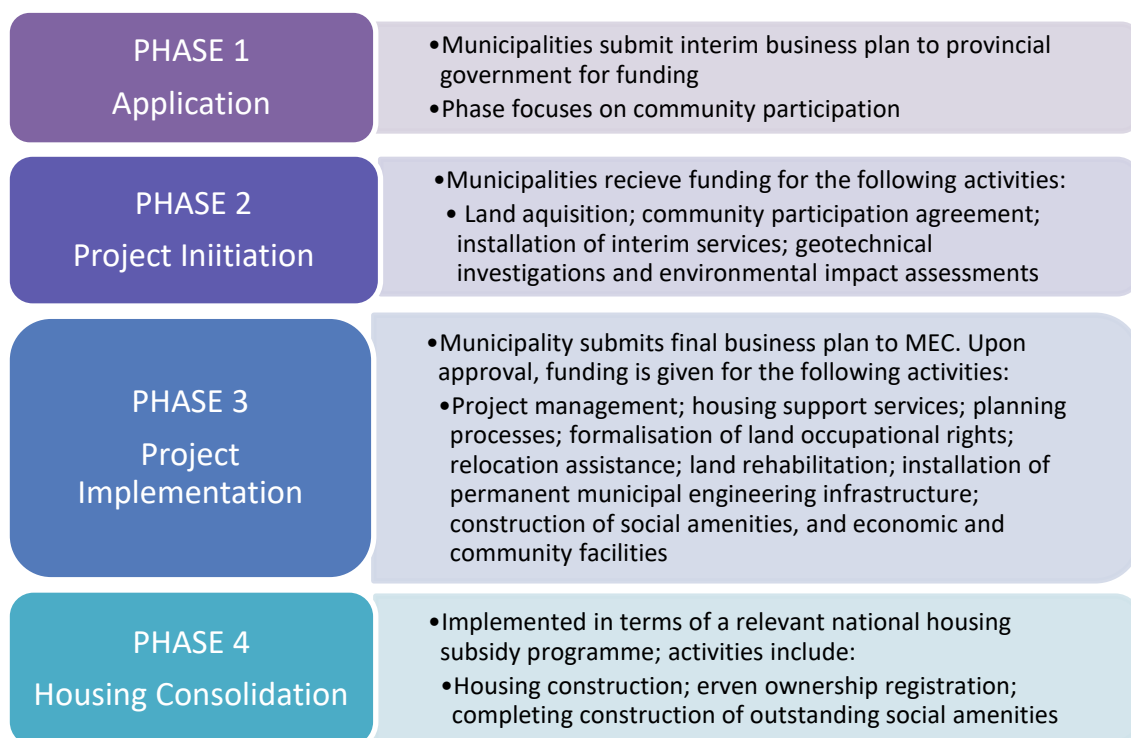 PHASE 1
Application
•Municipalities submit interim business plan to provincial
government for funding
•Phase focuses on community participation
PHASE 2
Project Iniitiation
•Municipalities recieve funding for the following activities:
• Land aquisition; community participation agreement;
installation of interim services; geotechnical
investigations and environmental impact assessments
PHASE 3
Project
Implementation
•Municipality submits final business plan to MEC. Upon
approval, funding is given for the following activities:
•Project management; housing support services; planning
processes; formalisation of land occupational rights;
relocation assistance; land rehabilitation; installation of
permanent municipal engineering infrastructure;
construction of social amenities, and economic and
community facilities
PHASE 4
Housing Consolidation
•Implemented in terms of a relevant national housing
subsidy programme; activities include:
•Housing construction; erven ownership registration;
completing construction of outstanding social amenities